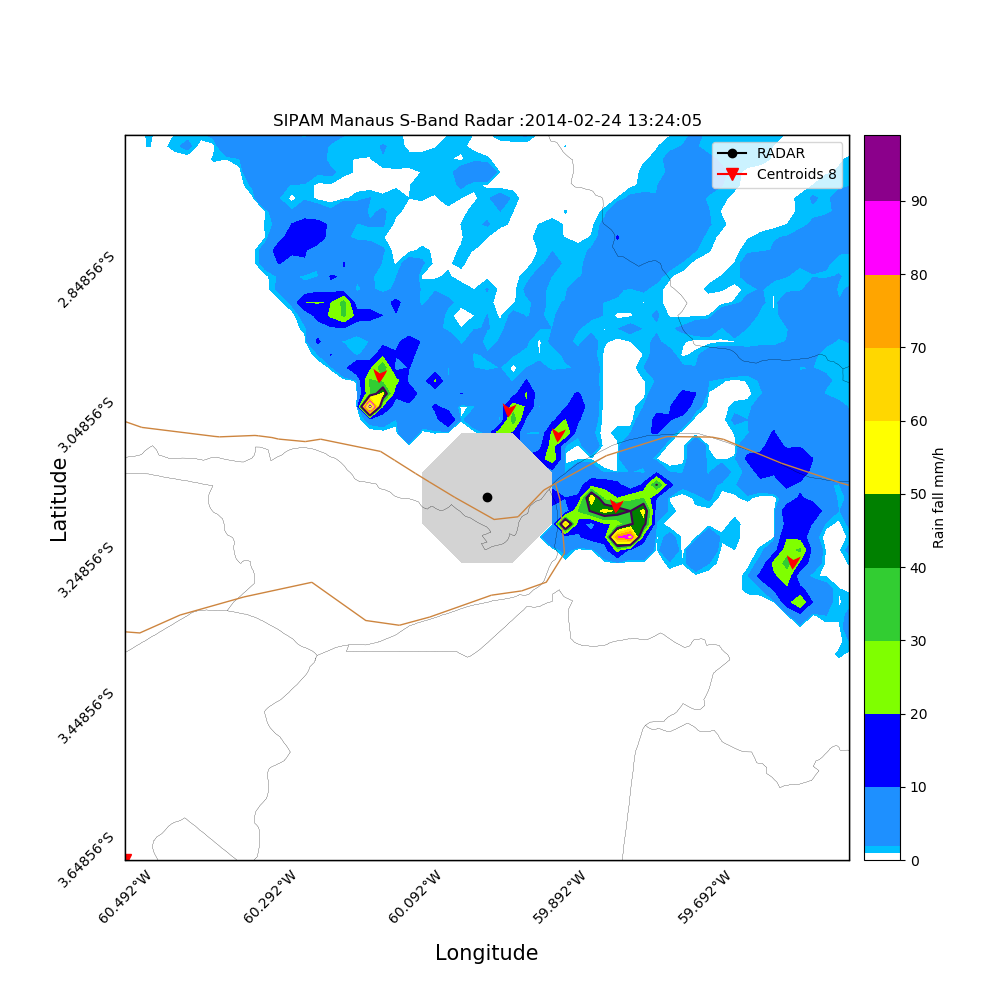 SIPAM Manaus S-Band Radar :2014-02-24 13:24:05
RADAR
Centroids 8
Latitude
2.84856°S
3.04856°S
3.24856°S
3.44856°S
3.64856°S
60.492°W
60.292°W
60.092°W
59.892°W
59.692°W
Longitude
90
80
70
60
50
40
30
20
10
0
Rain fall mm/h